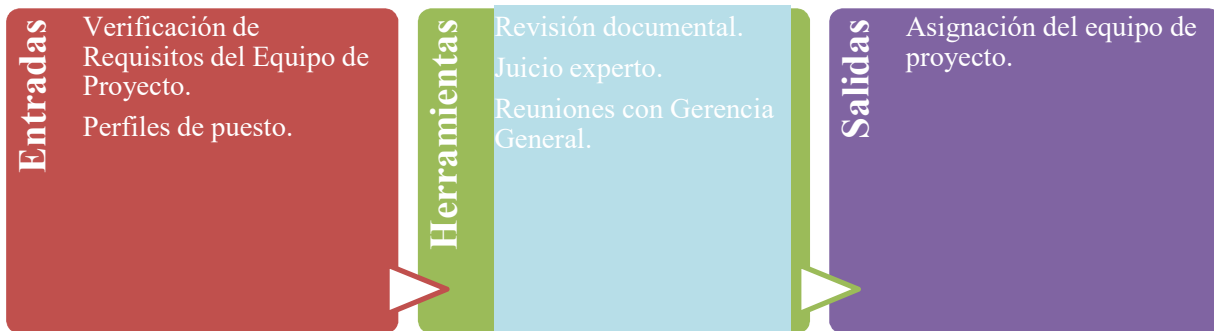 Entradas
Verificación de
Requisitos del Equipo de
Proyecto.
Perfiles de puesto.
Herramientas
Revisión documental.
Juicio experto.
Reuniones con Gerencia
General.
Salidas
Asignación del equipo de
proyecto.